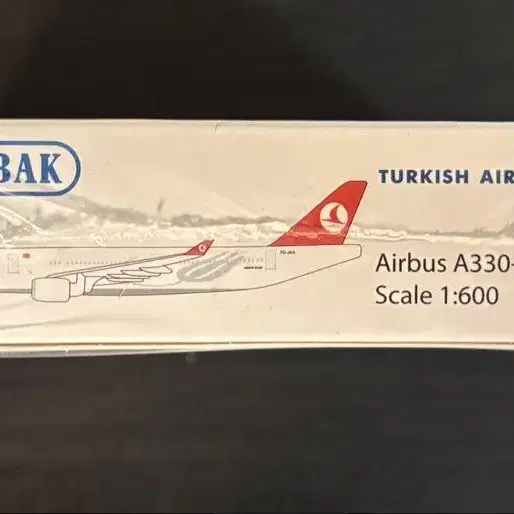 BAK
TURKISH AIR
Airbus A330-
Scale 1:600